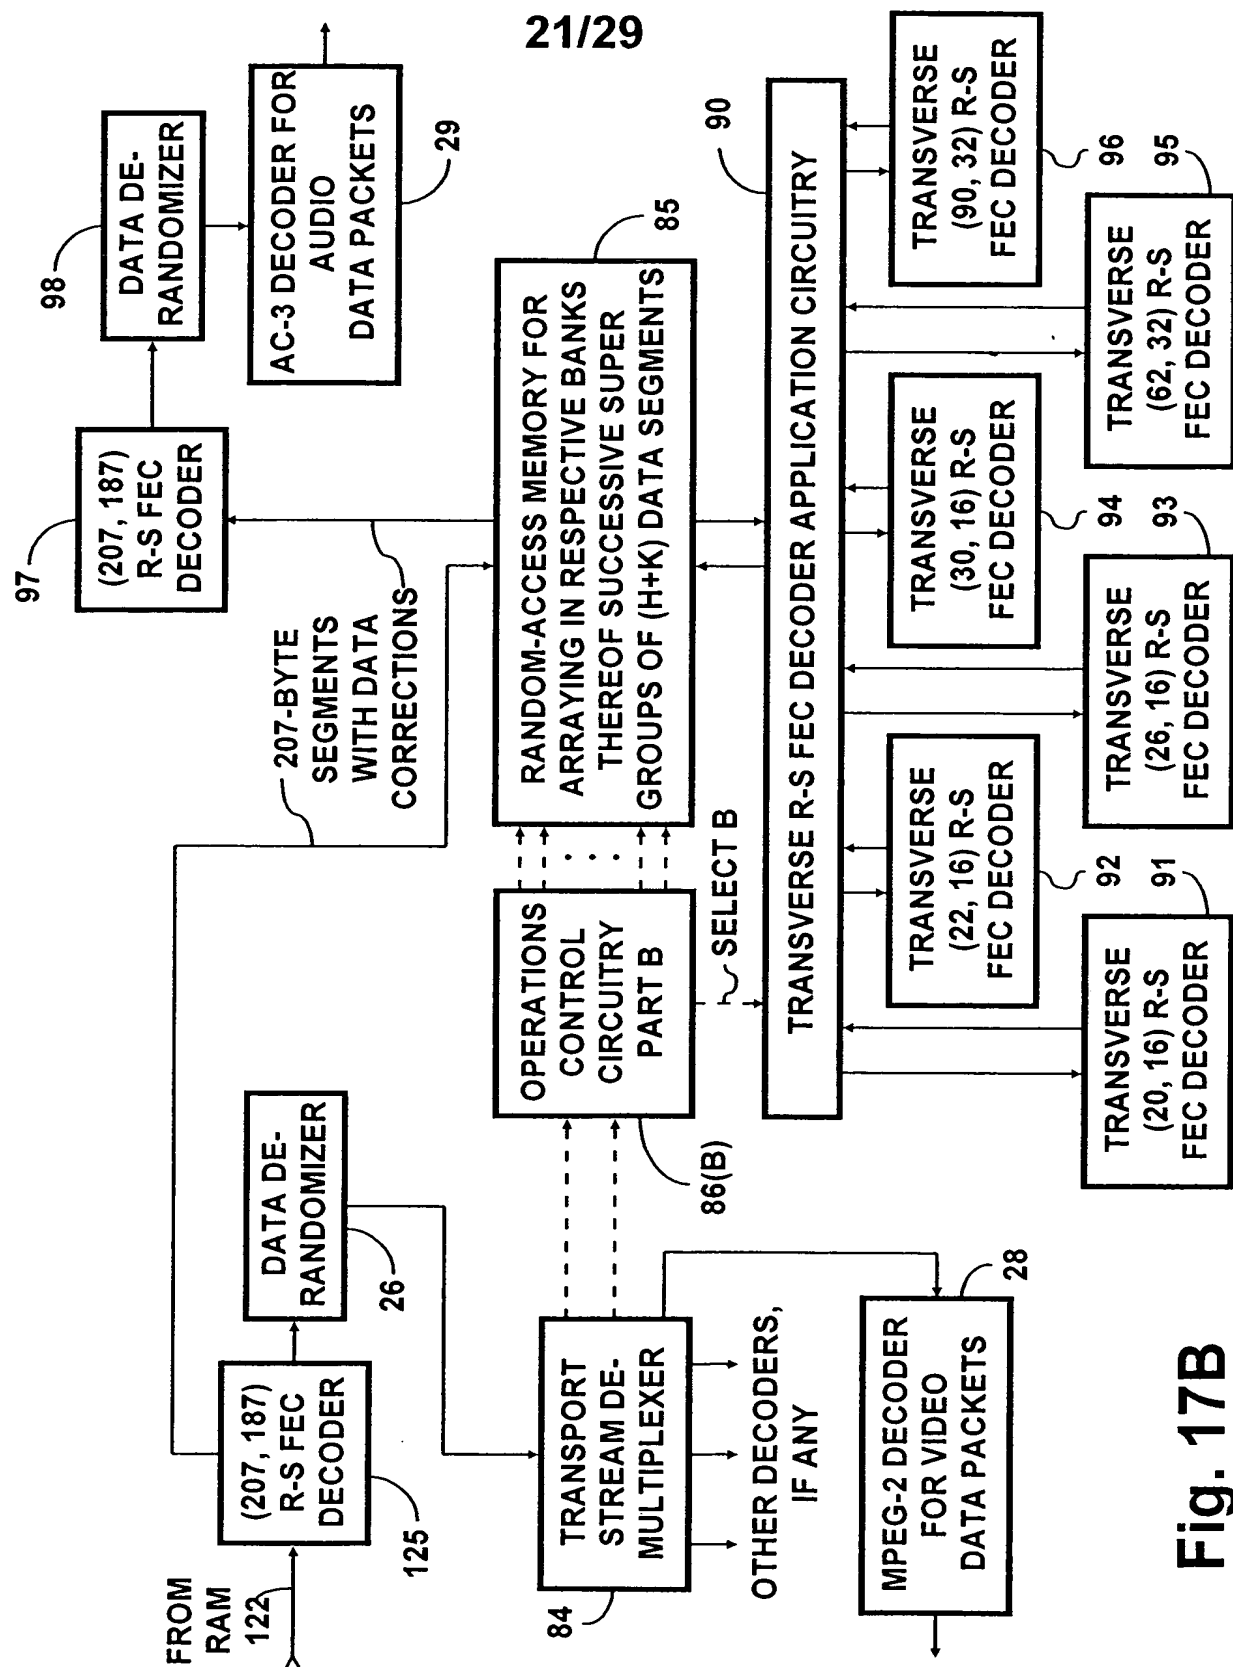 21/29
FROM
RAM
122
(207, 187)
R-S FEC
DECODER
125
DATA DE-
RANDOMIZER
26
207-BYTE
SEGMENTS
WITH DATA
CORRECTIONS
(207, 187)
R-S FEC
DECODER
97
DATA DE-
RANDOMIZER
98
AC-3 DECODER FOR
AUDIO
DATA PACKETS
29
TRANSPORT
STREAM DE-
MULTIPLEXER
84
OTHER DECODERS,
IF ANY
MPEG-2 DECODER
FOR VIDEO
DATA PACKETS
28
OPERATIONS
CONTROL
CIRCUITRY
PART B
86(B)
SELECT B
RANDOM-ACCESS MEMORY FOR
ARRAYING IN RESPECTIVE BANKS
THEREOF SUCCESSIVE SUPER
GROUPS OF (H+K) DATA SEGMENTS
85
TRANSVERSE R-S FEC DECODER APPLICATION CIRCUITRY
90
TRANSVERSE
(20, 16) R-S
FEC DECODER
91
TRANSVERSE
(22, 16) R-S
FEC DECODER
92
TRANSVERSE
(26, 16) R-S
FEC DECODER
93
TRANSVERSE
(30, 16) R-S
FEC DECODER
94
TRANSVERSE
(62, 32) R-S
FEC DECODER
95
TRANSVERSE
(90, 32) R-S
FEC DECODER
96
Fig. 17B